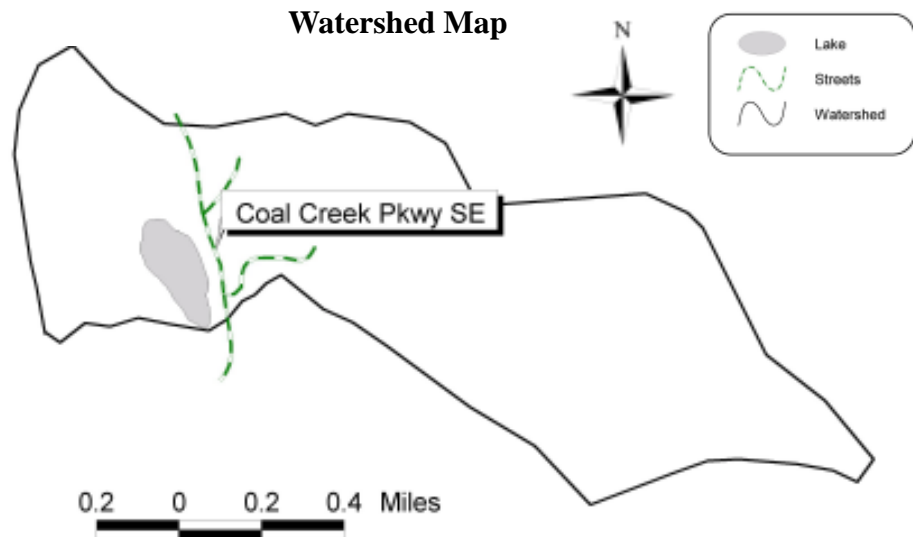 Watershed Map
N
Lake
Streets
Watershed
Coal Creek Pkwy SE
0.2 0 0.2 0.4 Miles